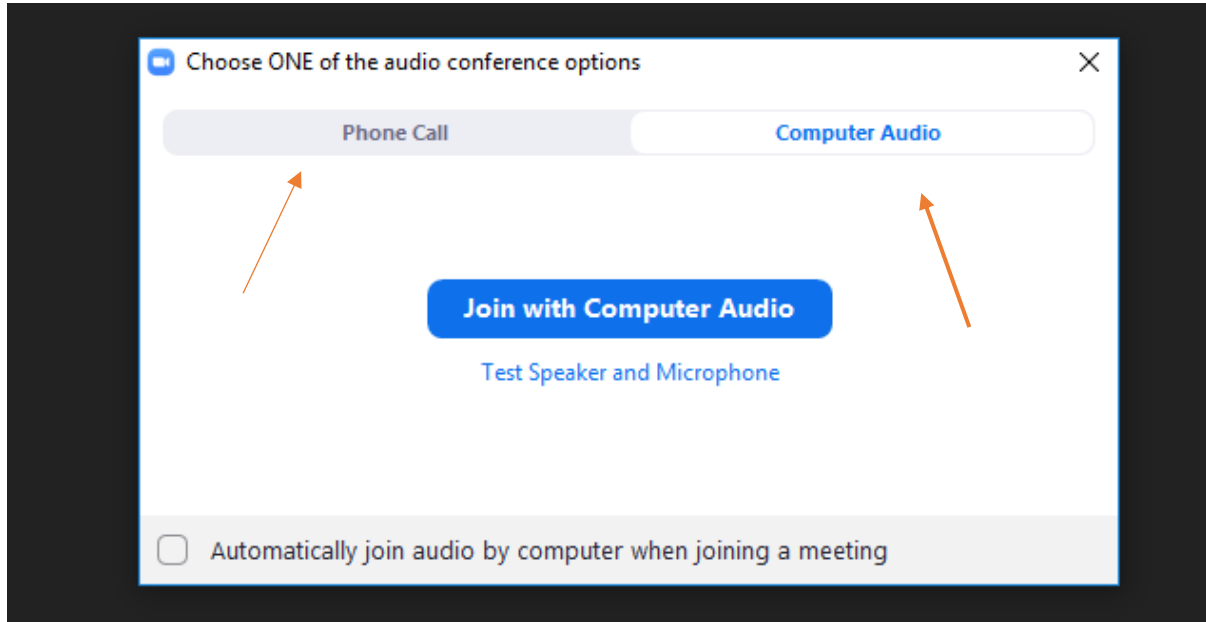 Choose ONE of the audio conference options
Phone Call
Computer Audio
Join with Computer Audio
Test Speaker and Microphone
Automatically join audio by computer when joining a meeting